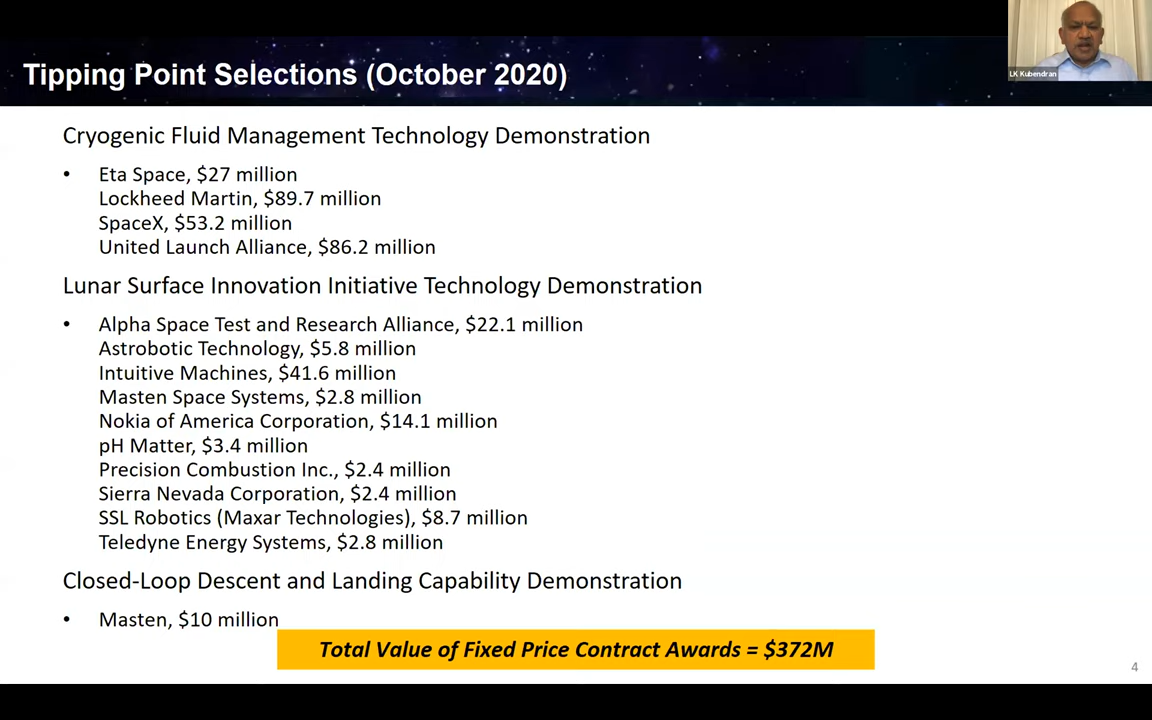 Tipping Point Selections (October 2020)
LK Kubendran
Cryogenic Fluid Management Technology Demonstration
• Eta Space, $27 million
Lockheed Martin, $89.7 million
SpaceX, $53.2 million
United Launch Alliance, $86.2 million
Lunar Surface Innovation Initiative Technology Demonstration
• Alpha Space Test and Research Alliance, $22.1 million
Astrobotic Technology, $5.8 million
Intuitive Machines, $41.6 million
Masten Space Systems, $2.8 million
Nokia of America Corporation, $14.1 million
pH Matter, $3.4 million
Precision Combustion Inc., $2.4 million
Sierra Nevada Corporation, $2.4 million
SSL Robotics (Maxar Technologies), $8.7 million
Teledyne Energy Systems, $2.8 million
Closed-Loop Descent and Landing Capability Demonstration
• Masten, $10 million
Total Value of Fixed Price Contract Awards = $372M
4